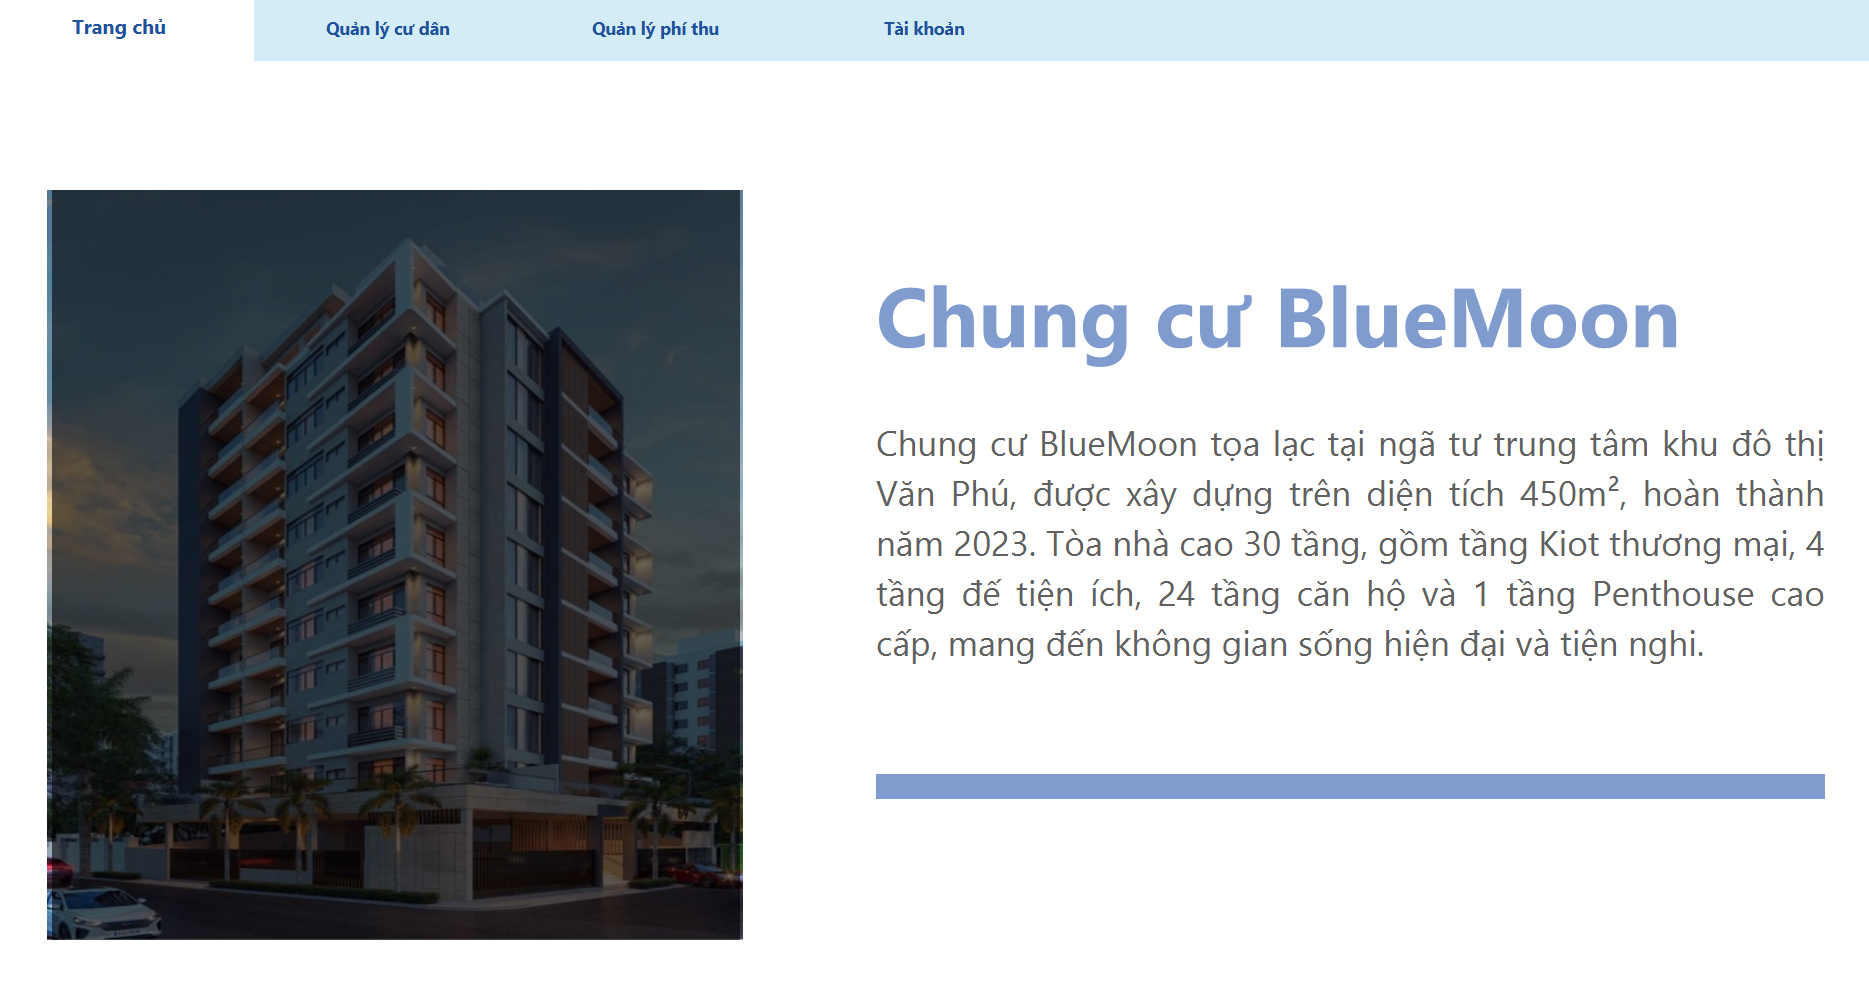 Trang chủ
Quản lý cư dân
Quản lý phí thu
Tài khoản
Chung cư BlueMoon
Chung cư BlueMoon tọa lạc tại ngã tư trung tâm khu đô thị
Văn Phú, được xây dựng trên diện tích 450m², hoàn thành
năm 2023. Tòa nhà cao 30 tầng, gồm tầng Kiot thương mại, 4
tầng đế tiện ích, 24 tầng căn hộ và 1 tầng Penthouse cao
cấp, mang đến không gian sống hiện đại và tiện nghi.